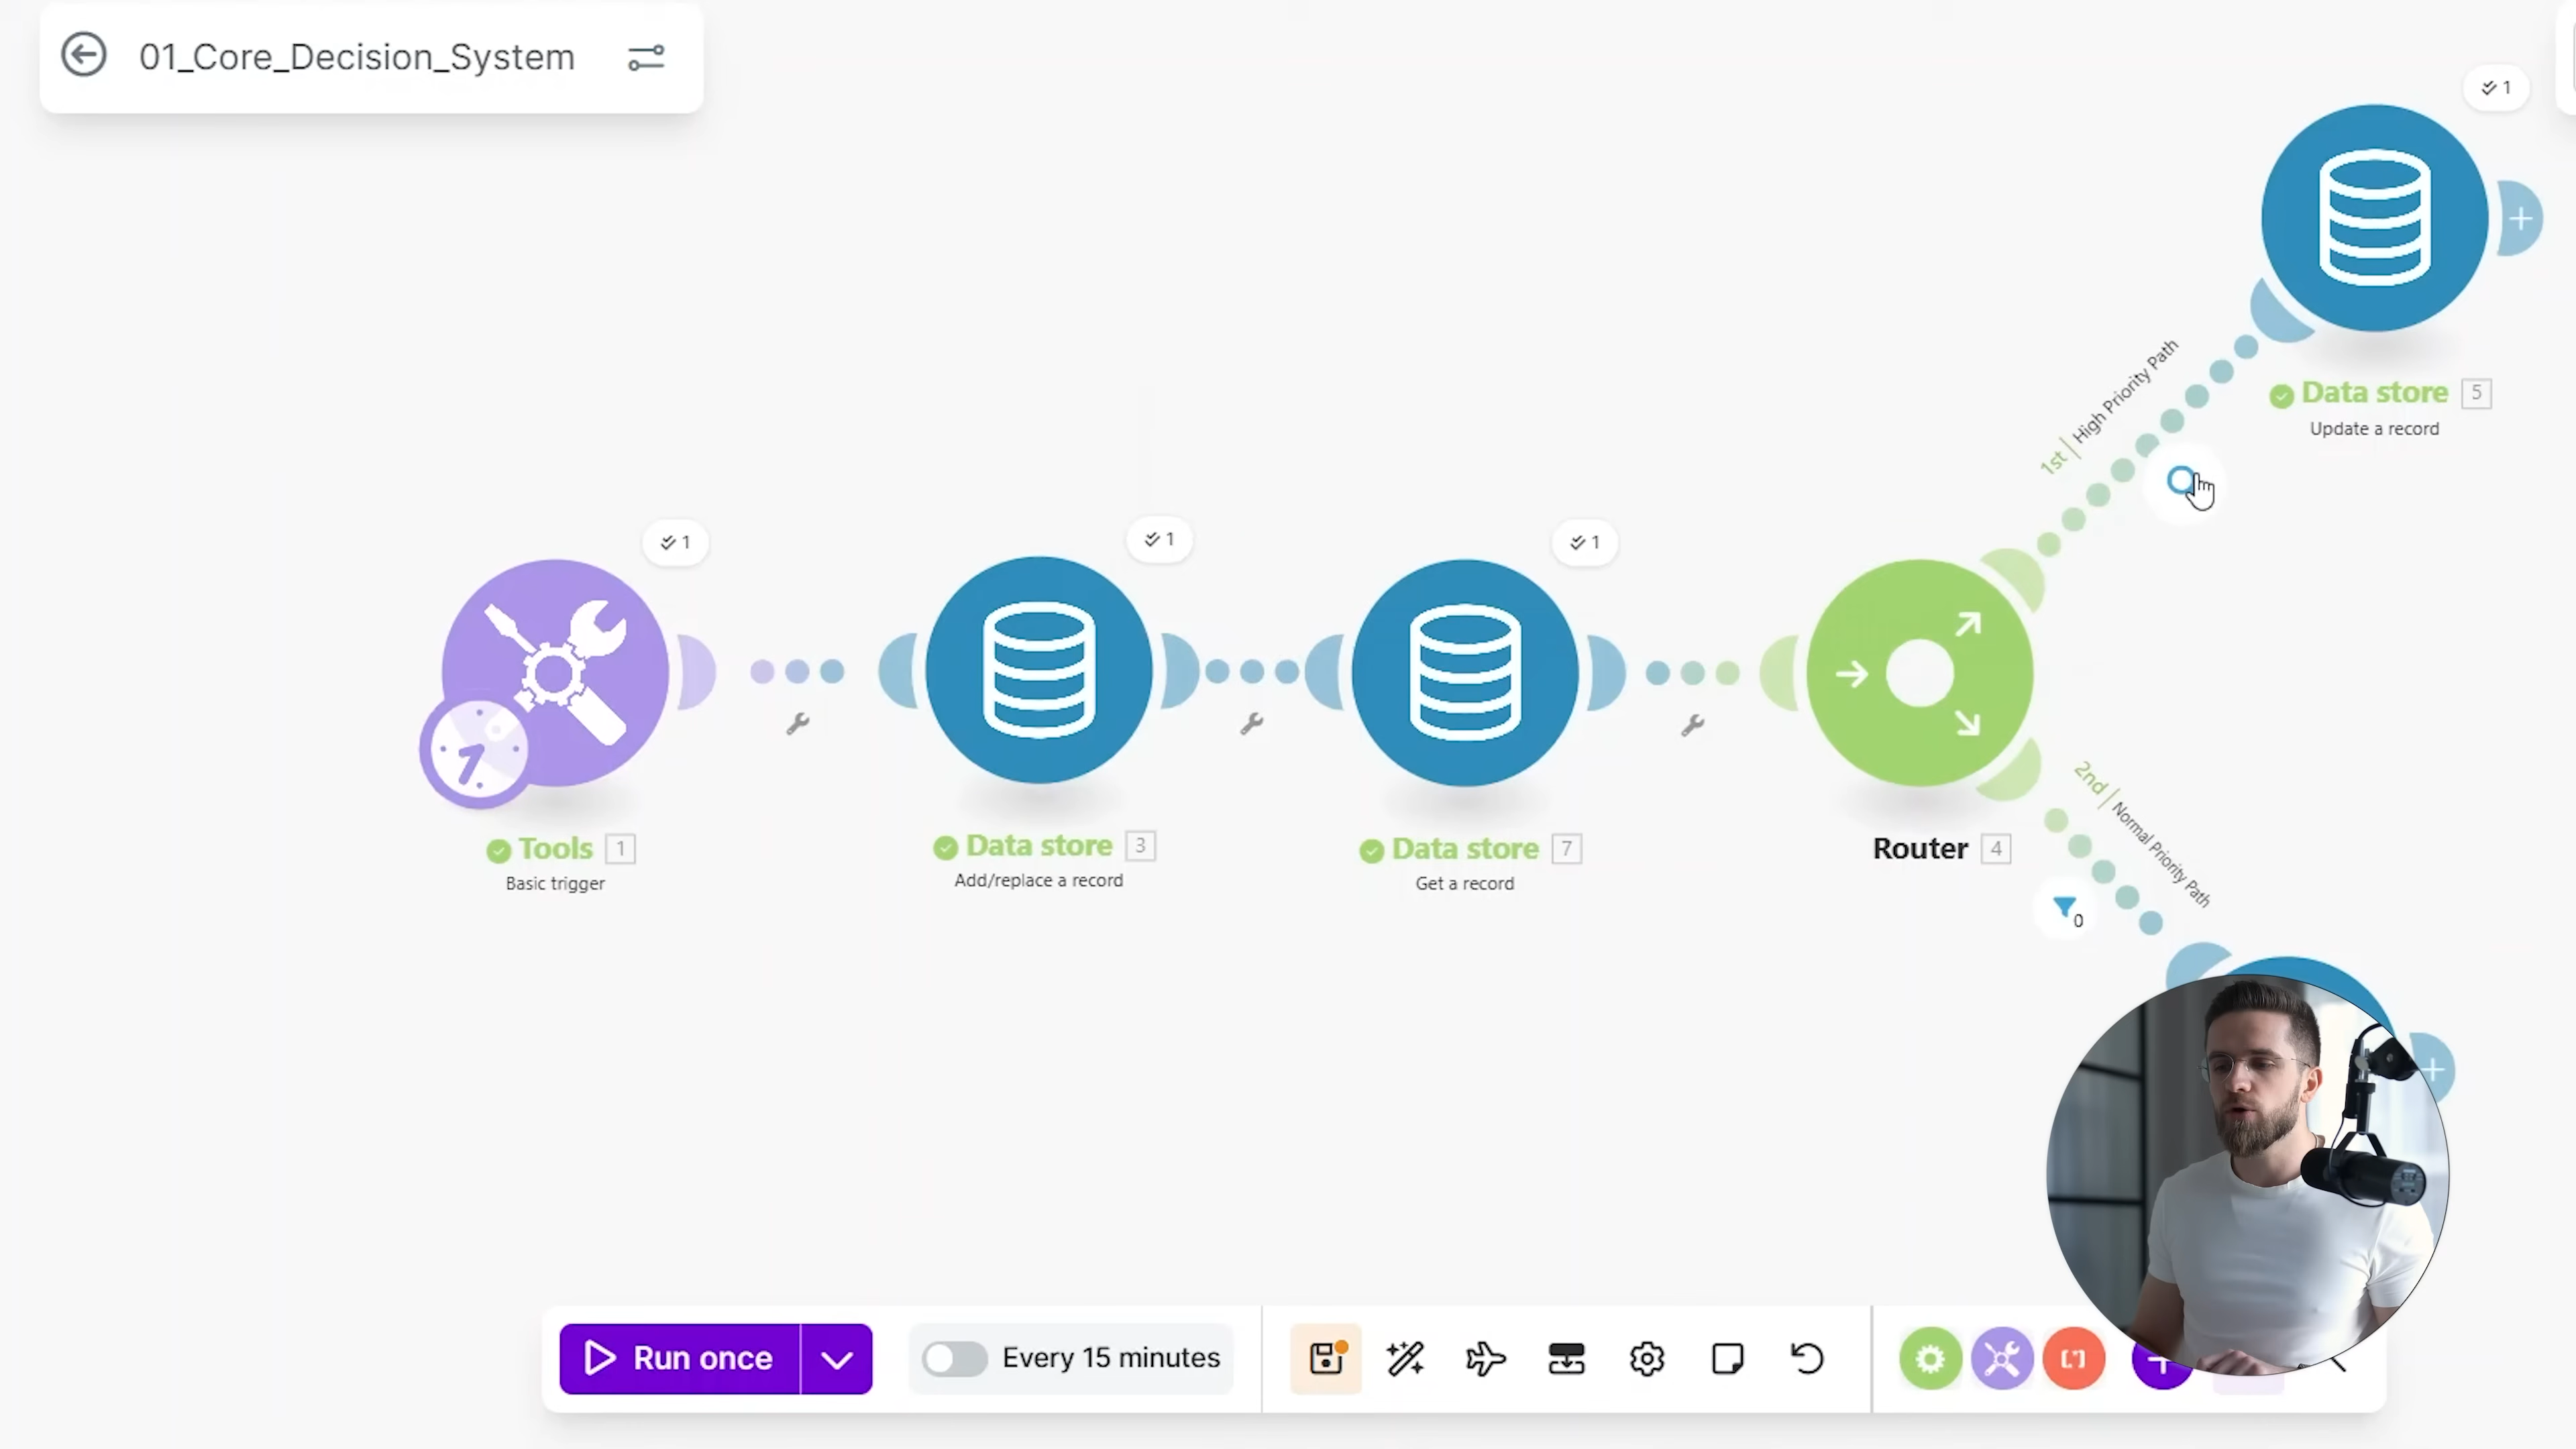 01_Core_Decision_System
1
1st | High Priority Path
Data store 5
Update a record
1
1
1
Tools 1
Basic trigger
Data store 3
Add/replace a record
Data store 7
Get a record
Router 4
2nd | Normal Priority Path
0
Run once
Every 15 minutes